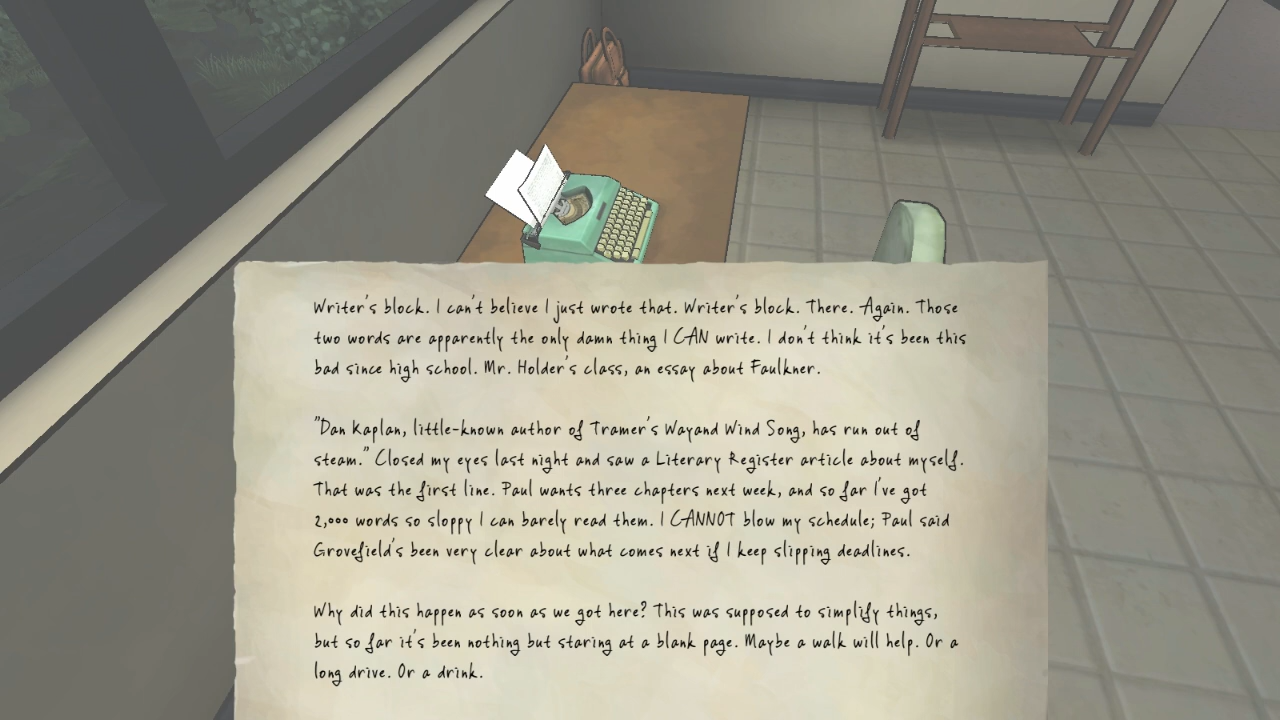 Writer's block. I can't believe I just wrote that. Writer's block. There. Again. Those
two words are apparently the only damn thing I CAN write. I don't think it's been this
bad since high school. Mr. Holder's class, an essay about Faulkner.
"Dan Kaplan, little-known author of Tramer's Wayand Wind Song, has run out of
steam." Closed my eyes last night and saw a Literary Register article about myself.
That was the first line. Paul wants three chapters next week, and so far I've got
2,000 words so sloppy I can barely read them. I CANNOT blow my schedule; Paul said
Grovefield's been very clear about what comes next if I keep slipping deadlines.
Why did this happen as soon as we got here? This was supposed to simplify things,
but so far it's been nothing but staring at a blank page. Maybe a walk will help. Or a
long drive. Or a drink.